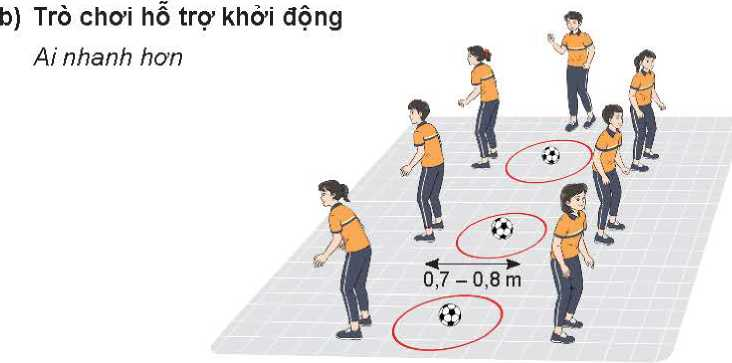 b) Trò chơi hỗ trợ khởi động
Ai nhanh hơn
0,7 – 0,8 m